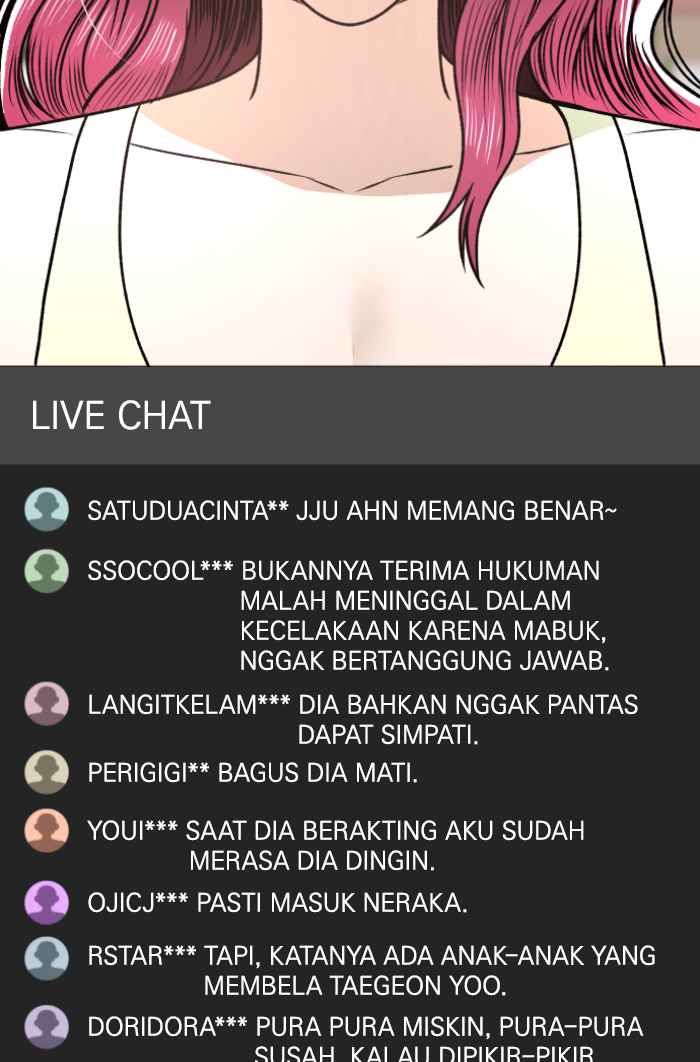 LIVE CHAT
SATUDUACINTA** JJU AHN MEMANG BENAR~
SSOCOOL*** BUKANNYA TERIMA HUKUMAN
MALAH MENINGGAL DALAM
KECELAKAAN KARENA MABUK,
NGGAK BERTANGGUNG JAWAB.
LANGITKELAM*** DIA BAHKAN NGGAK PANTAS
DAPAT SIMPATI.
PERIGIGI** BAGUS DIA MATI.
YOUI*** SAAT DIA BERAKTING AKU SUDAH
MERASA DIA DINGIN.
OJICJ*** PASTI MASUK NERAKA.
RSTAR*** TAPI, KATANYA ADA ANAK-ANAK YANG
MEMBELA TAEGEON YOO.
DORIDORA*** PURA PURA MISKIN, PURA-PURA
SUSAH. KALAU DIPIKIR-PIKIR